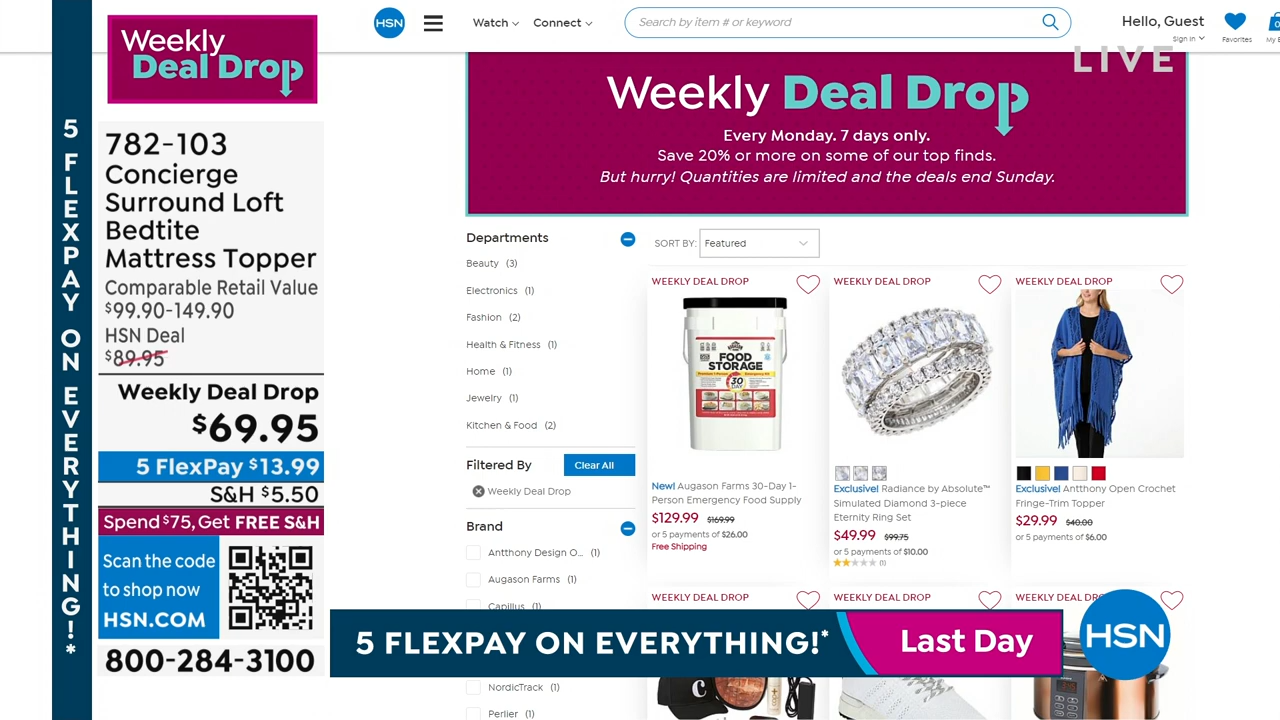 5 FLEXPAY ON EVERYTHING!*
Weekly
Deal Drop
782-103
Concierge
Surround Loft
Bedtite
Mattress Topper
Comparable Retail Value
$99.90-149.90
HSN Deal
$89.95
Weekly Deal Drop
$69.95
5 FlexPay $13.99
S&H $5.50
Spend $75, Get FREE S&H
Scan the code
to shop now
HSN.COM
800-284-3100
HSN
Watch
Connect
Search by item # or keyword
Hello, Guest
Sign In
Favorites
0
LIVE
Weekly Deal Drop
Every Monday. 7 days only.
Save 20% or more on some of our top finds.
But hurry! Quantities are limited and the deals end Sunday.
Departments
Beauty (3)
Electronics (1)
Fashion (2)
Health & Fitness (1)
Home (1)
Jewelry (1)
Kitchen & Food (2)
Filtered By
Clear All
Weekly Deal Drop
Brand
Antthony Design O... (1)
Augason Farms (1)
Capillus (1)
NordicTrack (1)
Perlier (1)
SORT BY:
Featured
WEEKLY DEAL DROP
FOOD
STORAGE
30
DAY
New! Augason Farms 30-Day 1-
Person Emergency Food Supply
$129.99 $169.99
or 5 payments of $26.00
Free Shipping
WEEKLY DEAL DROP
Exclusive! Radiance by Absolute™
Simulated Diamond 3-piece
Eternity Ring Set
$49.99 $99.75
or 5 payments of $10.00
(1)
WEEKLY DEAL DROP
Exclusive! Antthony Open Crochet
Fringe-Trim Topper
$29.99 $40.00
or 5 payments of $6.00
WEEKLY DEAL DROP
WEEKLY DEAL DROP
WEEKLY DEAL DROP
5 FLEXPAY ON EVERYTHING!*
Last Day
HSN